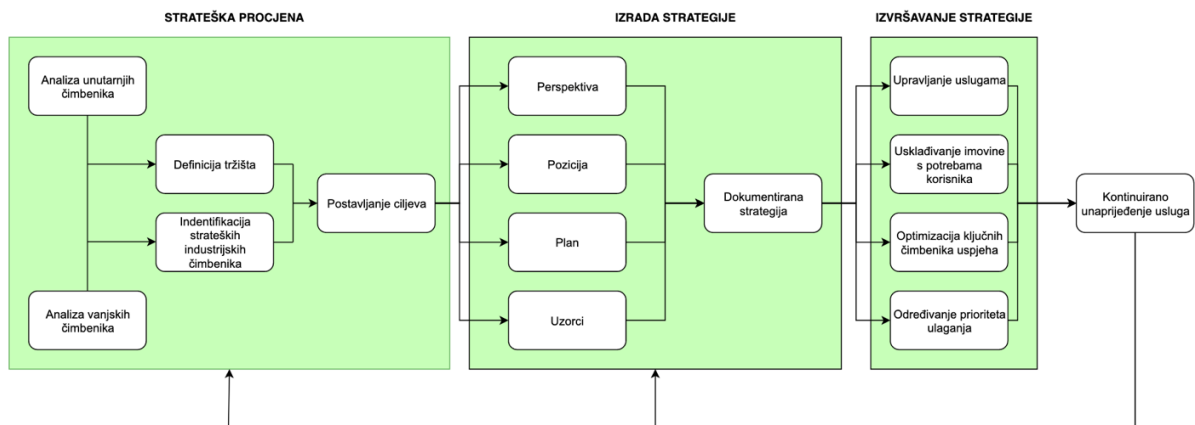 STRATEŠKA PROCJENA
IZRADA STRATEGIJE
IZVRŠAVANJE STRATEGIJE
Analiza unutarnjih
čimbenika
Definicija tržišta
Indentifikacija
strateških
industrijskih
čimbenika
Analiza vanjskih
čimbenika
Postavljanje ciljeva
Perspektiva
Pozicija
Plan
Uzorci
Dokumentirana
strategija
Upravljanje uslugama
Usklađivanje imovine
s potrebama
korisnika
Optimizacija ključnih
čimbenika uspjeha
Određivanje prioriteta
ulaganja
Kontinuirano
unaprijeđenje usluga